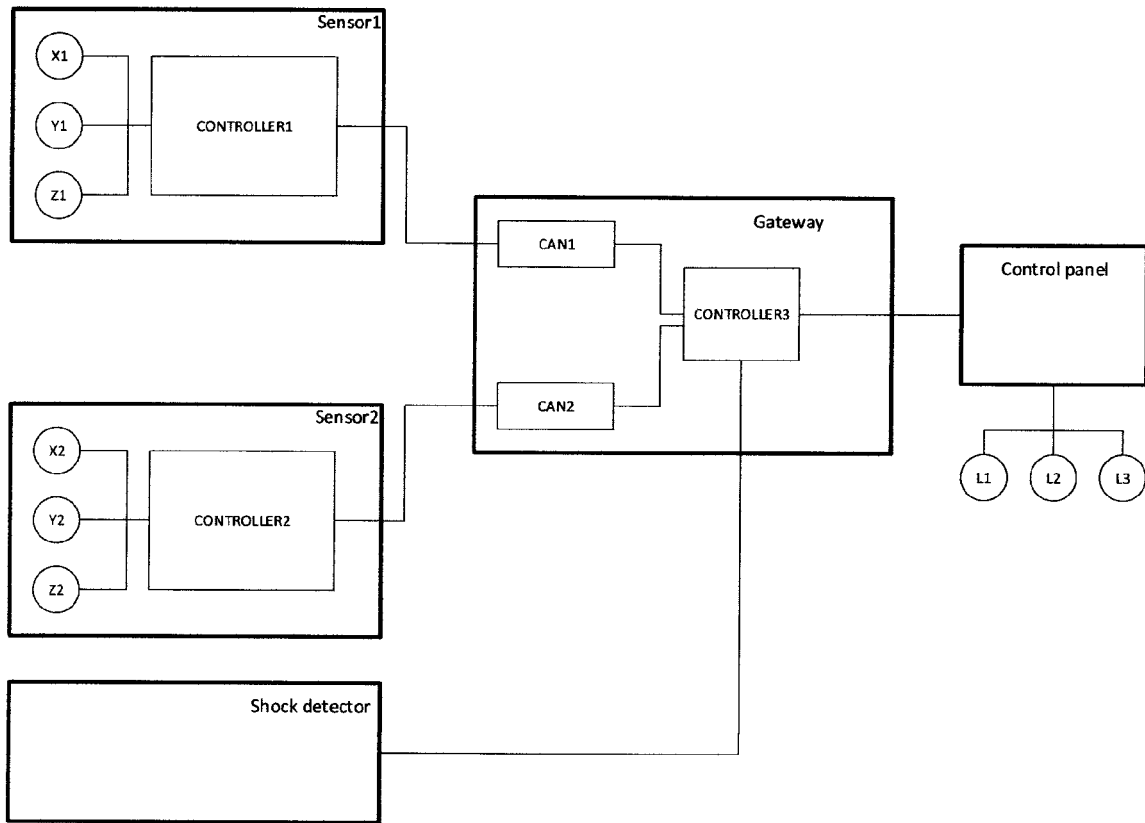 Sensor1
X1
Y1
Z1
CONTROLLER1
Gateway
CAN1
CONTROLLER3
CAN2
Control panel
L1 L2 L3
Sensor2
X2
Y2
Z2
CONTROLLER2
Shock detector